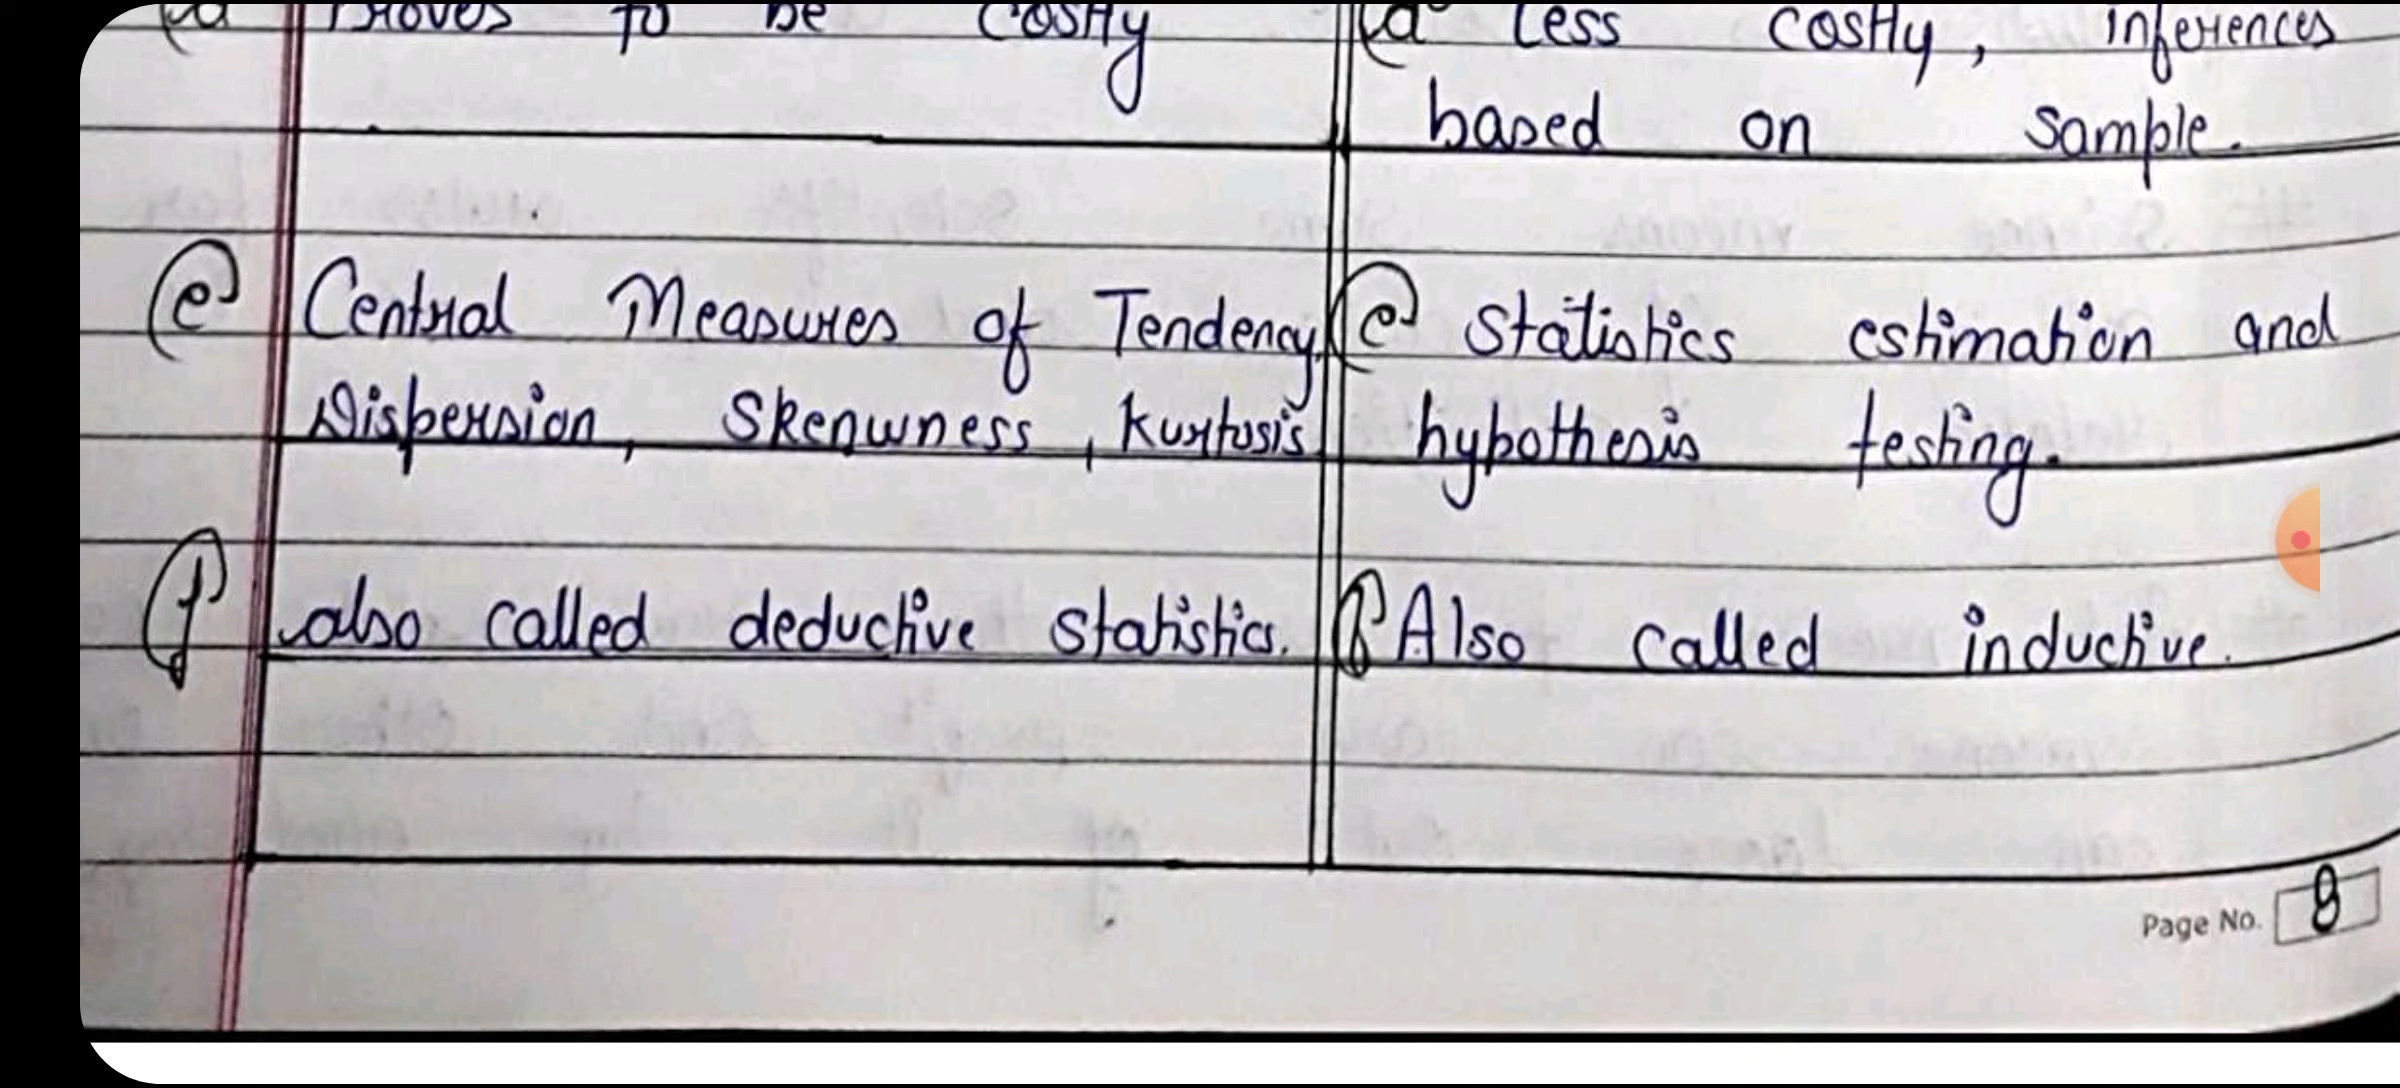 (d Proves to be costly
(d Less costly, inferences
based on sample.
(e) Central Measures of Tendency,
Dispersion, Skenwness, kurtosis
(e) Statistics estimation and
hypothesis testing.
(f) also called deductive statistics.
(f) Also called inductive.
Page No. 8